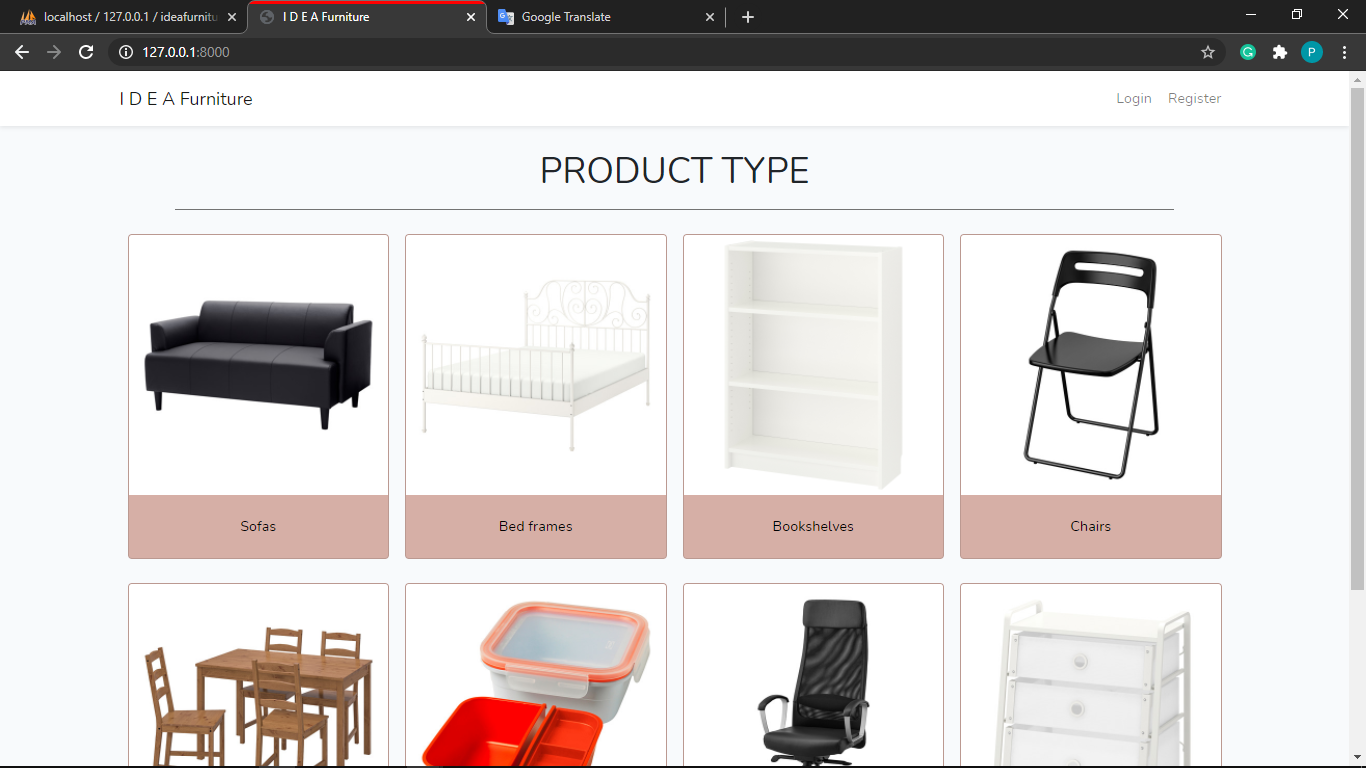 localhost / 127.0.0.1 / ideafurnitu
I D E A Furniture
Google Translate
127.0.0.1:8000
G
P
I D E A Furniture
Login
Register
PRODUCT TYPE
Sofas
Bed frames
Bookshelves
Chairs